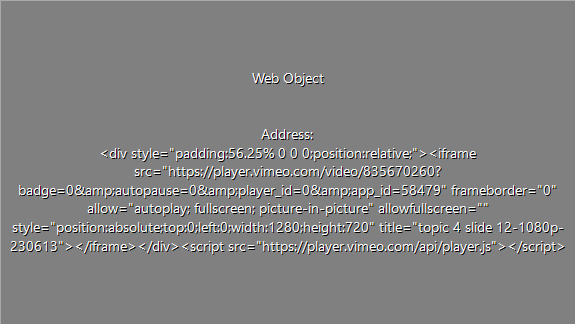 Web Object
Address:
<div style="padding:56.25% 0 0 0;position:relative;"><iframe
src="https://player.vimeo.com/video/835670260?
badge=0&amp;autopause=0&amp;player_id=0&amp;app_id=58479" frameborder="0"
allow="autoplay; fullscreen; picture-in-picture" allowfullscreen=""
style="position:absolute;top:0;left:0;width:1280;height:720" title="topic 4 slide 12-1080p-
230613"></iframe></div><script src="https://player.vimeo.com/api/player.js"></script>